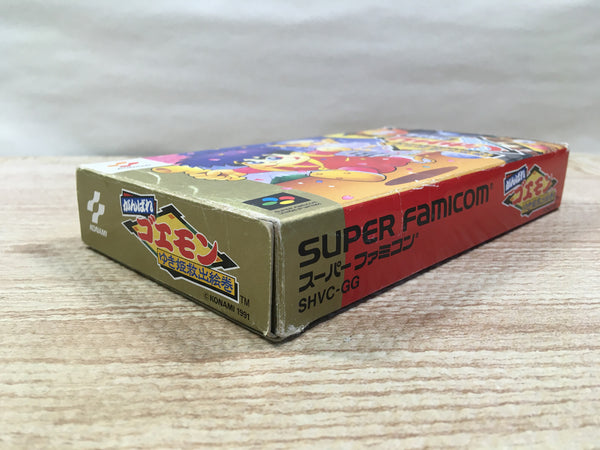 KONAMI
がんばれ
ゴエモン
ゆき姫救出絵巻
TM
© KONAMI 1991
SUPER FAMICOM®
スーパーファミコン®
SHVC-GG
がんばれ
ゴエモン